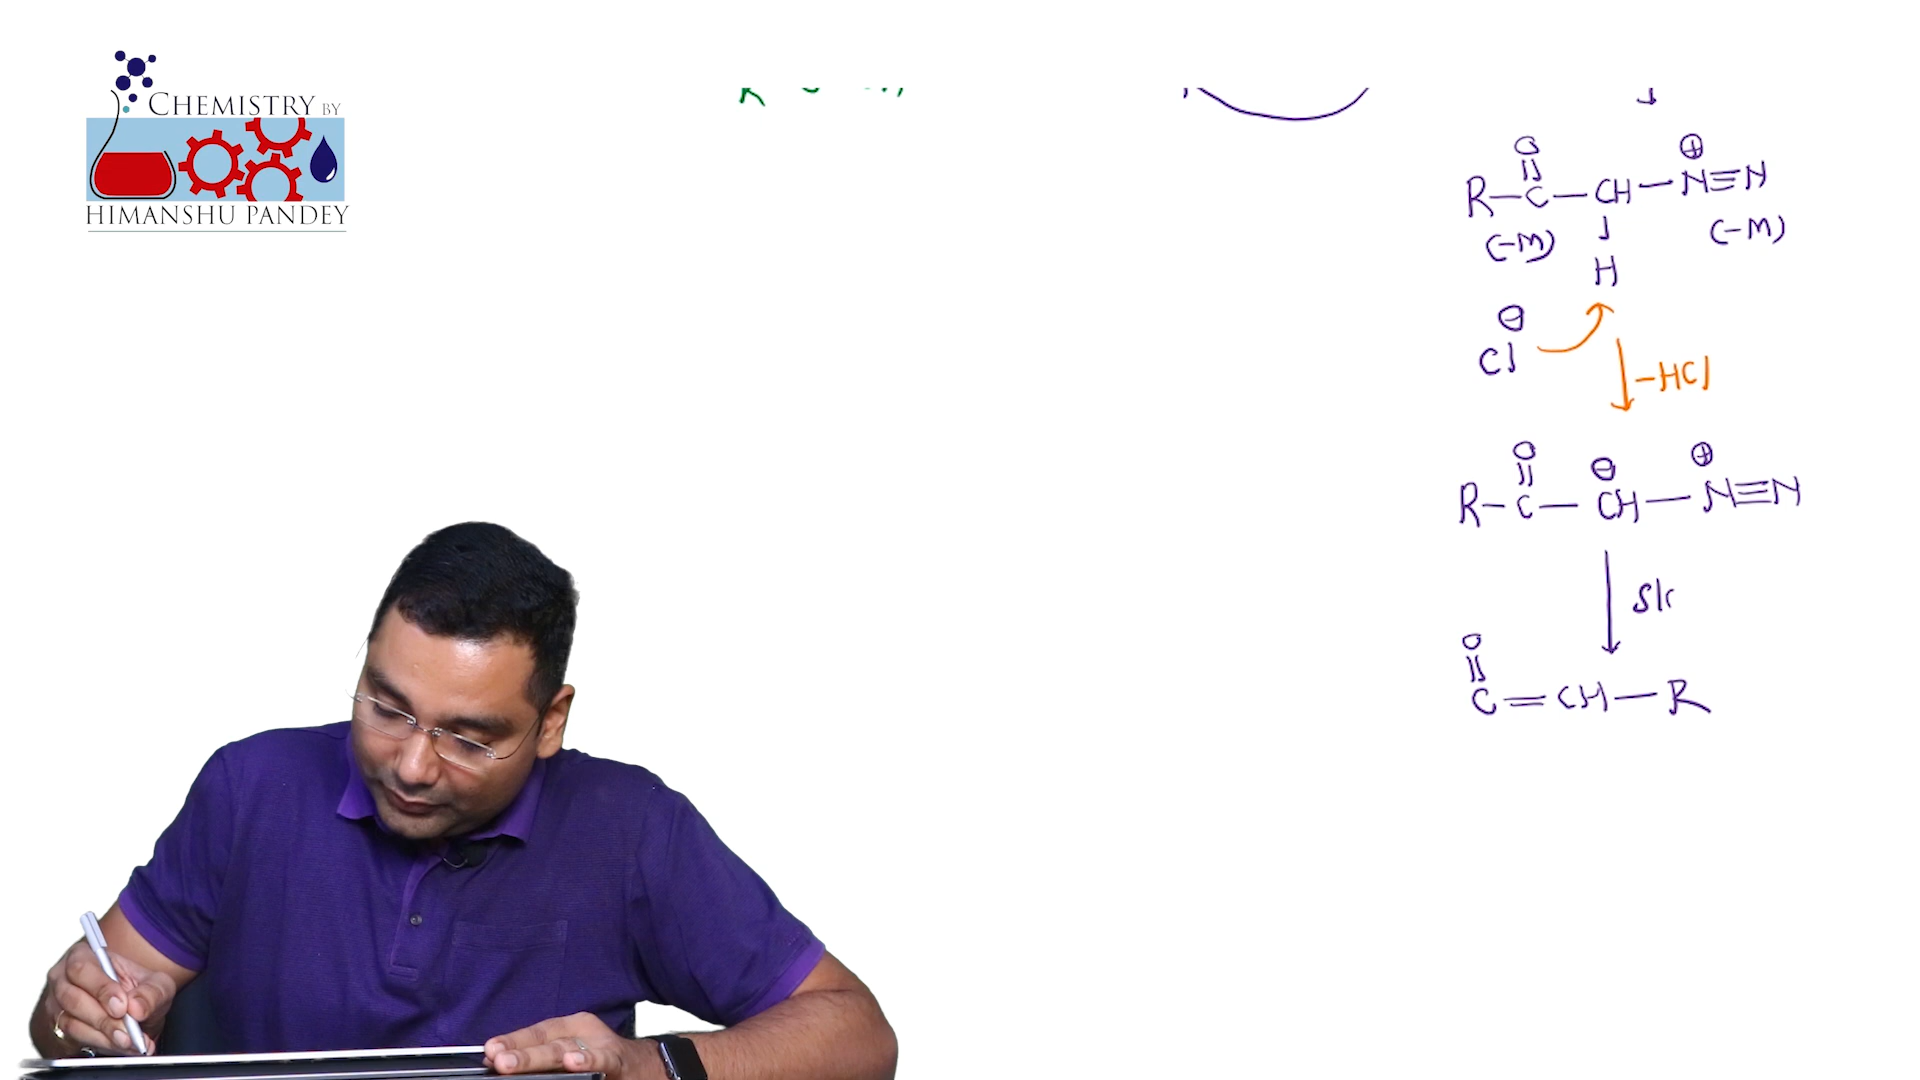 CHEMISTRY BY
HIMANSHU PANDEY
O ⊕
|| 
R–C–CH–N≡N
(-M) | (-M)
H
⊖
Cl
-HCl
O ⊖ ⊕
||
R–C–CH–N≡N
O
||
C=CH–R